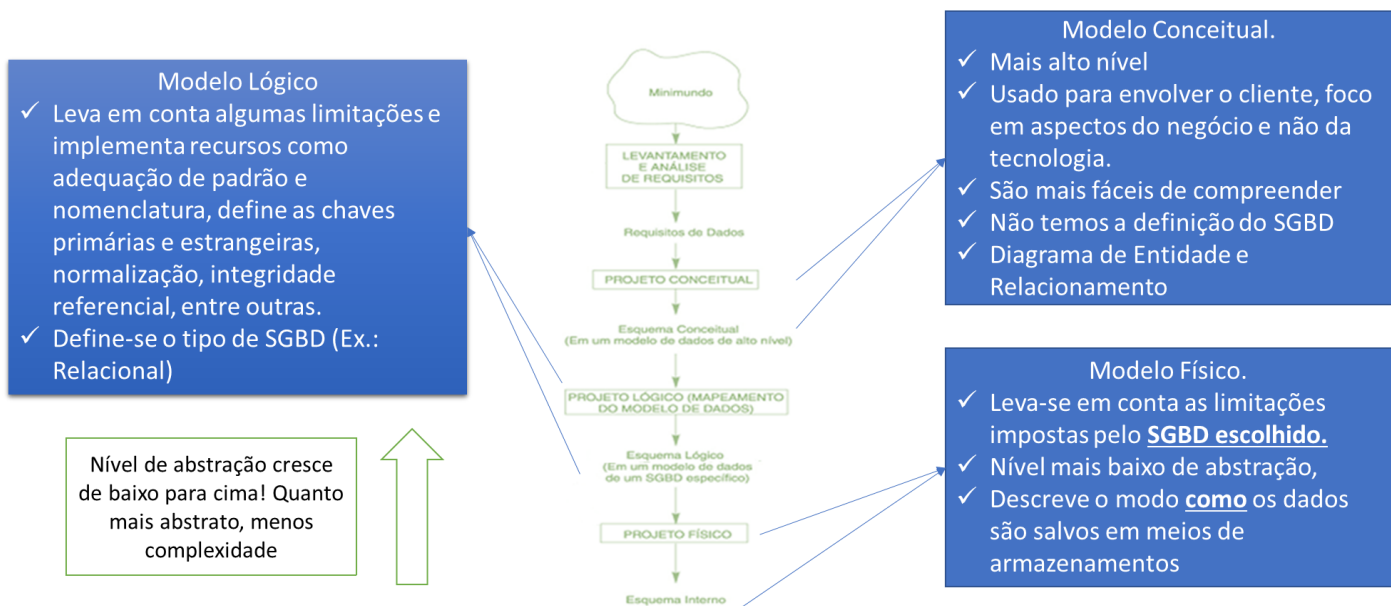 Modelo Lógico
✓ Leva em conta algumas limitações e
implementa recursos como
adequação de padrão e
nomenclatura, define as chaves
primárias e estrangeiras,
normalização, integridade
referencial, entre outras.
✓ Define-se o tipo de SGBD (Ex.:
Relacional)
Nível de abstração cresce
de baixo para cima! Quanto
mais abstrato, menos
complexidade
Minimundo
LEVANTAMENTO
E ANÁLISE
DE REQUISITOS
Requisitos de Dados
PROJETO CONCEITUAL
Esquema Conceitual
(Em um modelo de dados de alto nível)
PROJETO LÓGICO (MAPEAMENTO
DO MODELO DE DADOS)
Esquema Lógico
(Em um modelo de dados
de um SGBD específico)
PROJETO FÍSICO
Esquema Interno
Modelo Conceitual.
✓ Mais alto nível
✓ Usado para envolver o cliente, foco
em aspectos do negócio e não da
tecnologia.
✓ São mais fáceis de compreender
✓ Não temos a definição do SGBD
✓ Diagrama de Entidade e
Relacionamento
Modelo Físico.
✓ Leva-se em conta as limitações
impostas pelo SGBD escolhido.
✓ Nível mais baixo de abstração,
✓ Descreve o modo como os dados
são salvos em meios de
armazenamentos